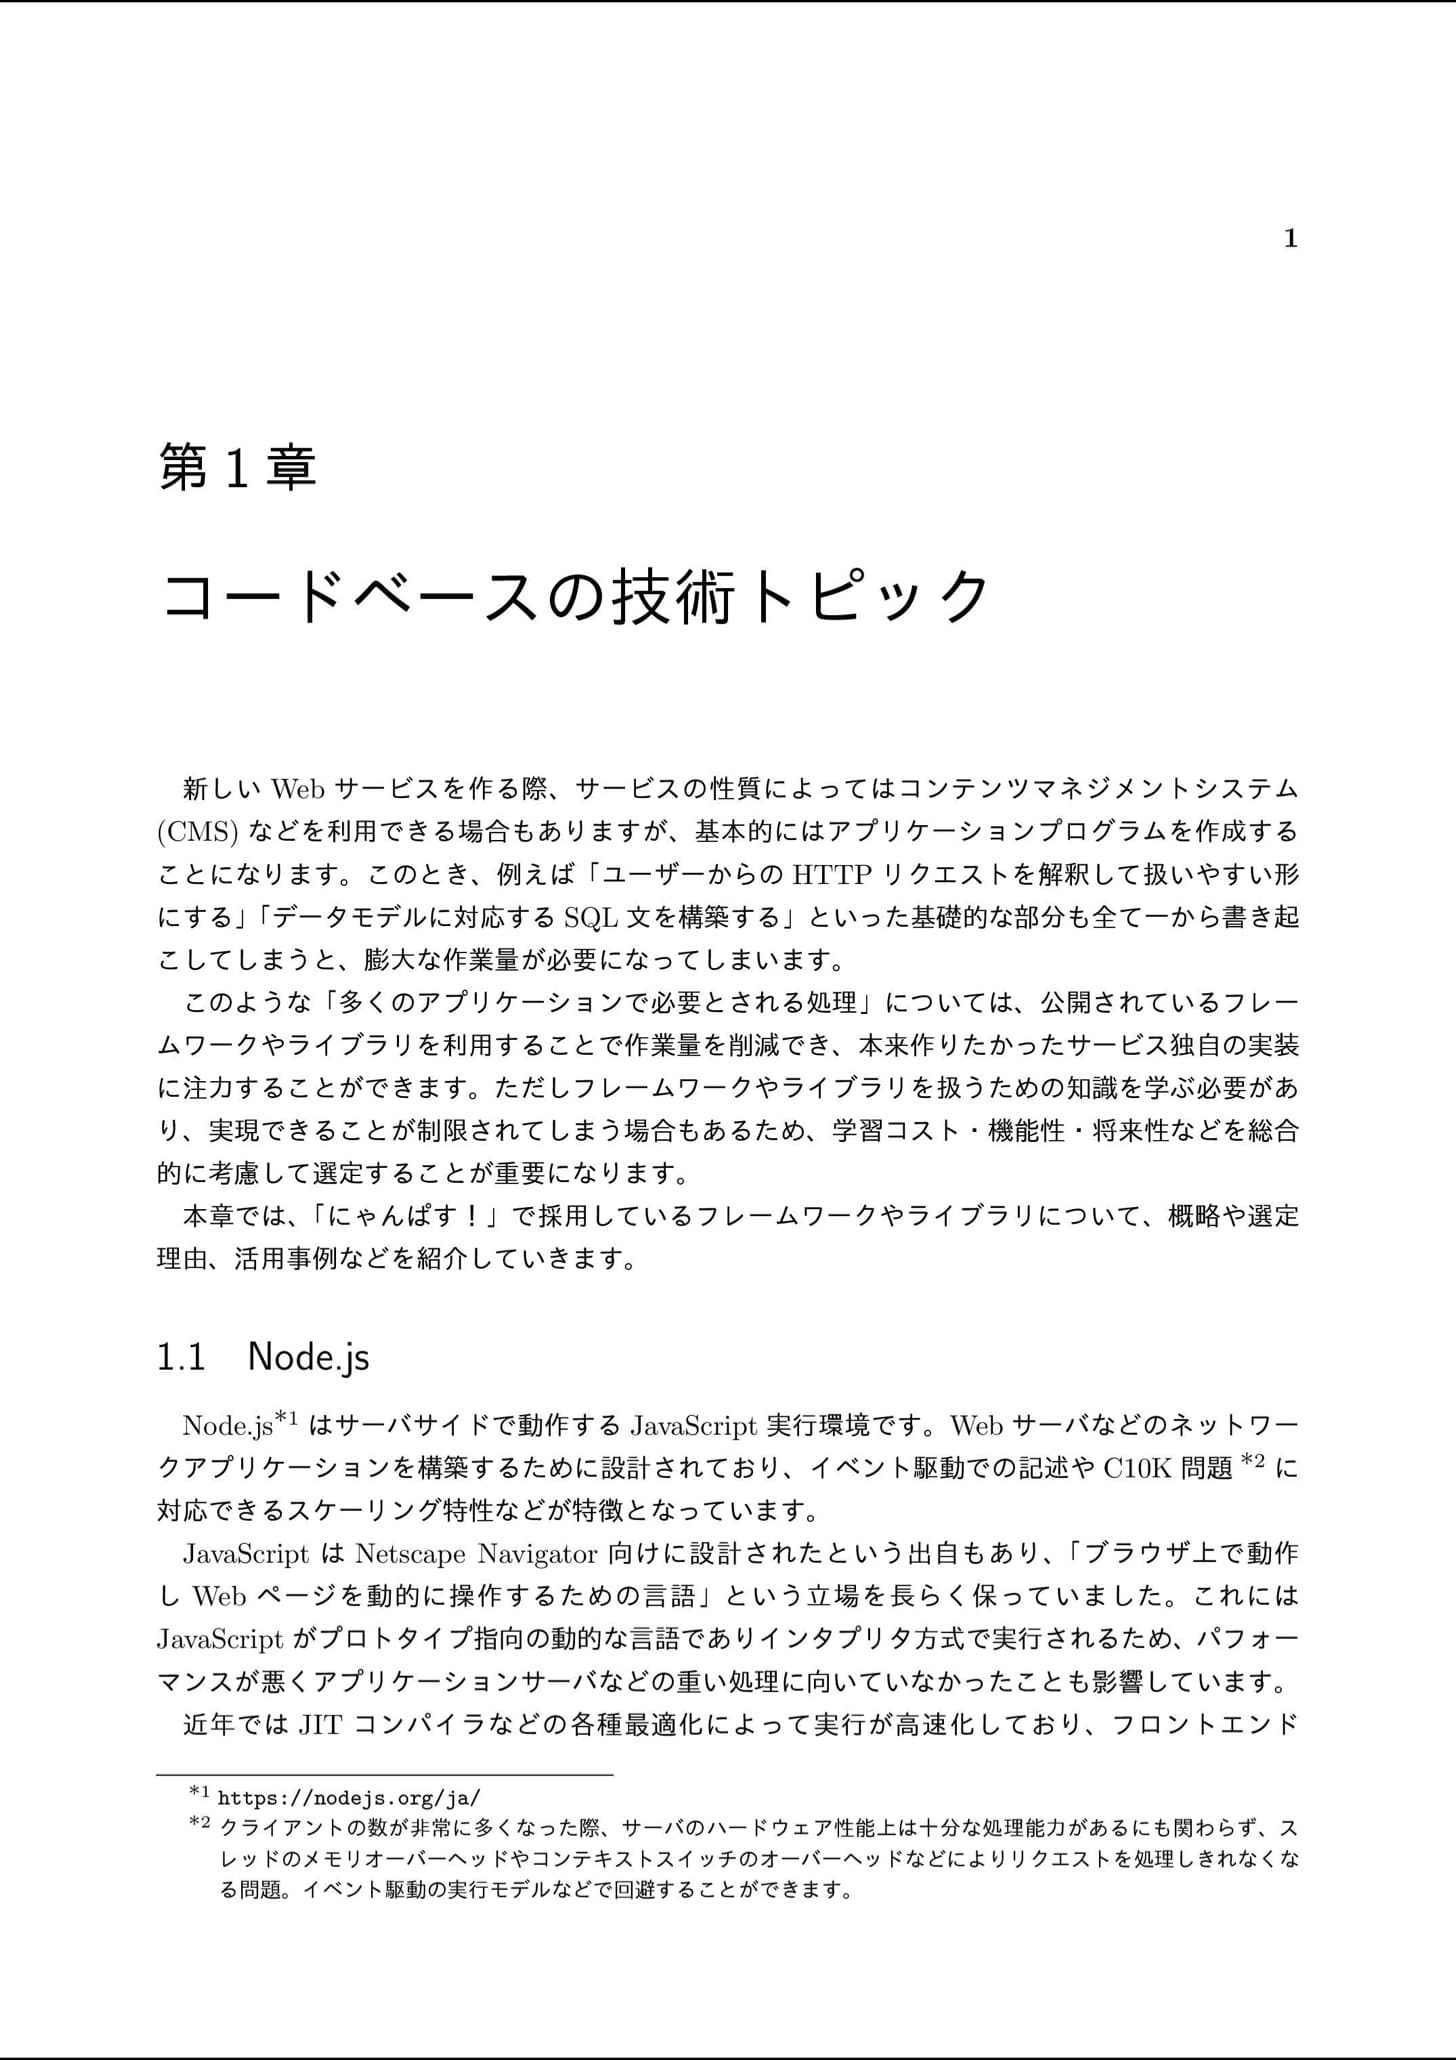 1
第1章
コードベースの技術トピック
新しい Web サービスを作る際、サービスの性質によってはコンテンツマネジメントシステム
(CMS) などを利用できる場合もありますが、基本的にはアプリケーションプログラムを作成する
ことになります。このとき、例えば「ユーザーからの HTTP リクエストを解釈して扱いやすい形
にする」「データモデルに対応する SQL 文を構築する」といった基礎的な部分も全て一から書き起
こしてしまうと、膨大な作業量が必要になってしまいます。
このような「多くのアプリケーションで必要とされる処理」については、公開されているフレー
ムワークやライブラリを利用することで作業量を削減でき、本来作りたかったサービス独自の実装
に注力することができます。ただしフレームワークやライブラリを扱うための知識を学ぶ必要があ
り、実現できることが制限されてしまう場合もあるため、学習コスト・機能性・将来性などを総合
的に考慮して選定することが重要になります。
本章では、「にゃんぱす！」で採用しているフレームワークやライブラリについて、概略や選定
理由、活用事例などを紹介していきます。
1.1 Node.js
Node.js*1 はサーバサイドで動作する JavaScript 実行環境です。Web サーバなどのネットワー
クアプリケーションを構築するために設計されており、イベント駆動での記述や C10K 問題 *2 に
対応できるスケーリング特性などが特徴となっています。
JavaScript は Netscape Navigator 向けに設計されたという出自もあり、「ブラウザ上で動作
し Web ページを動的に操作するための言語」という立場を長らく保っていました。これには
JavaScript がプロトタイプ指向の動的な言語でありインタプリタ方式で実行されるため、パフォー
マンスが悪くアプリケーションサーバなどの重い処理に向いていなかったことも影響しています。
近年では JIT コンパイラなどの各種最適化によって実行が高速化しており、フロントエンド
*1 https://nodejs.org/ja/
*2 クライアントの数が非常に多くなった際、サーバのハードウェア性能上は十分な処理能力があるにも関わらず、ス
レッドのメモリオーバーヘッドやコンテキストスイッチのオーバーヘッドなどによりリクエストを処理しきれなくな
る問題。イベント駆動の実行モデルなどで回避することができます。